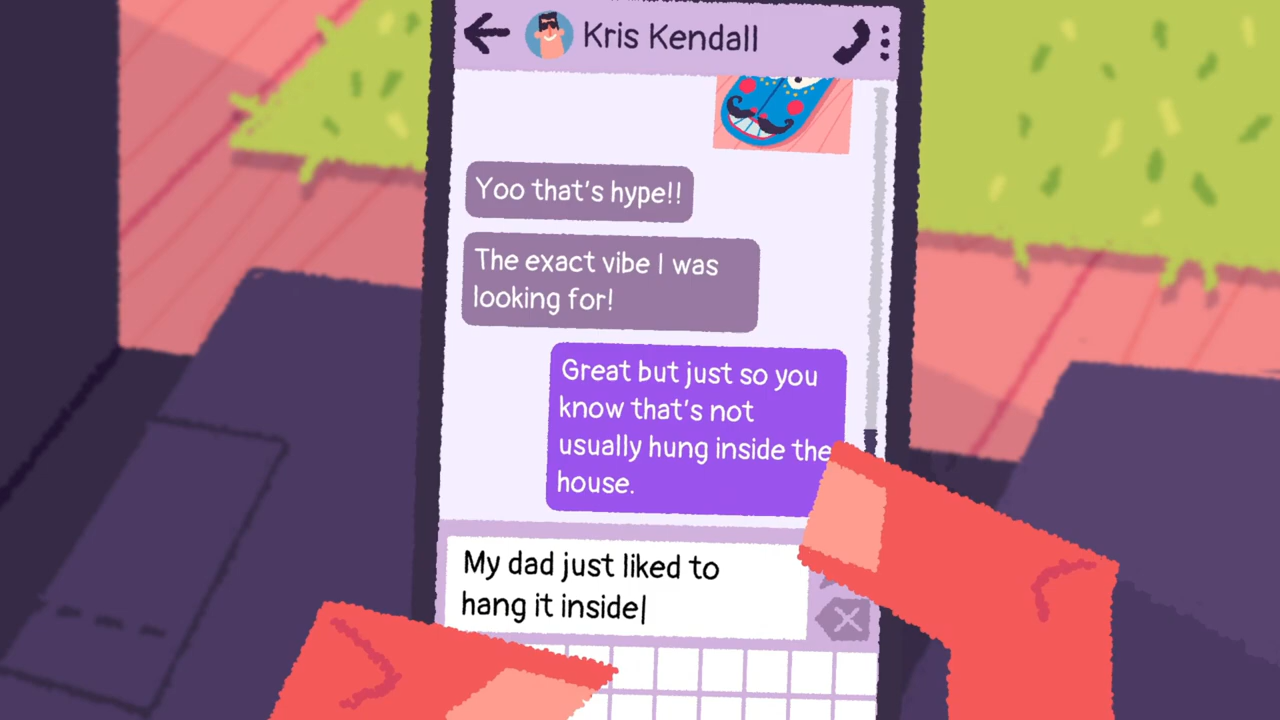 Kris Kendall
Yoo that's hype!!
The exact vibe I was
looking for!
Great but just so you
know that's not
usually hung inside the
house.
My dad just liked to
hang it inside